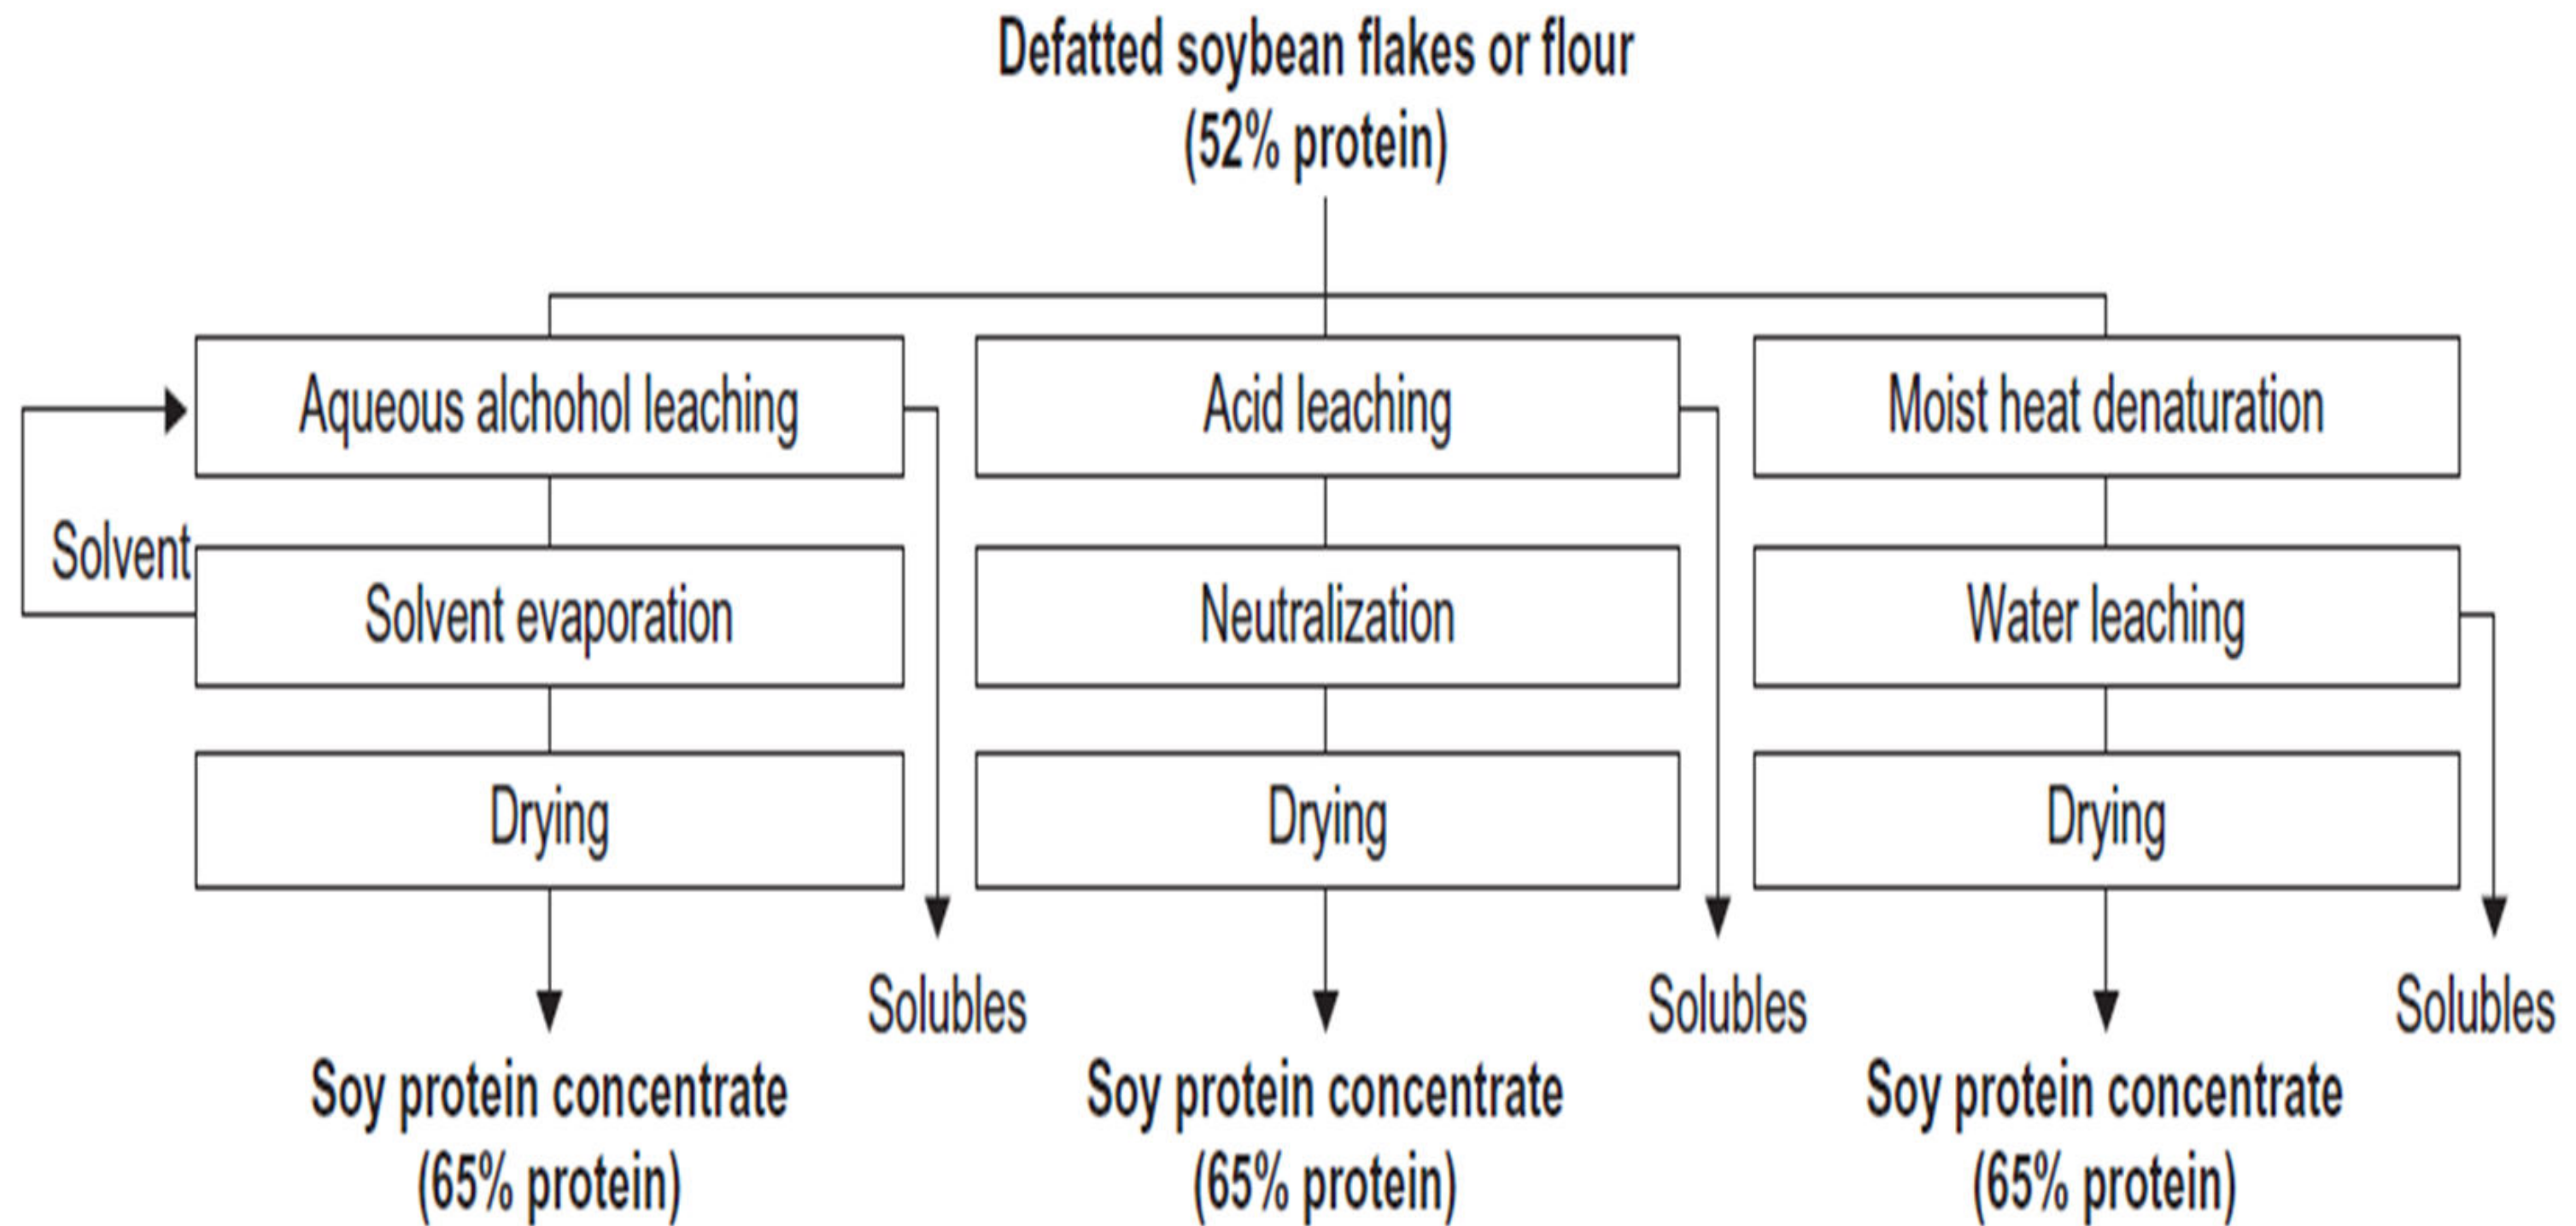 Defatted soybean flakes or flour
(52% protein)
Aqueous alchohol leaching
Acid leaching
Moist heat denaturation
Solvent
Solvent evaporation
Neutralization
Water leaching
Drying
Drying
Drying
Solubles
Solubles
Solubles
Soy protein concentrate
(65% protein)
Soy protein concentrate
(65% protein)
Soy protein concentrate
(65% protein)